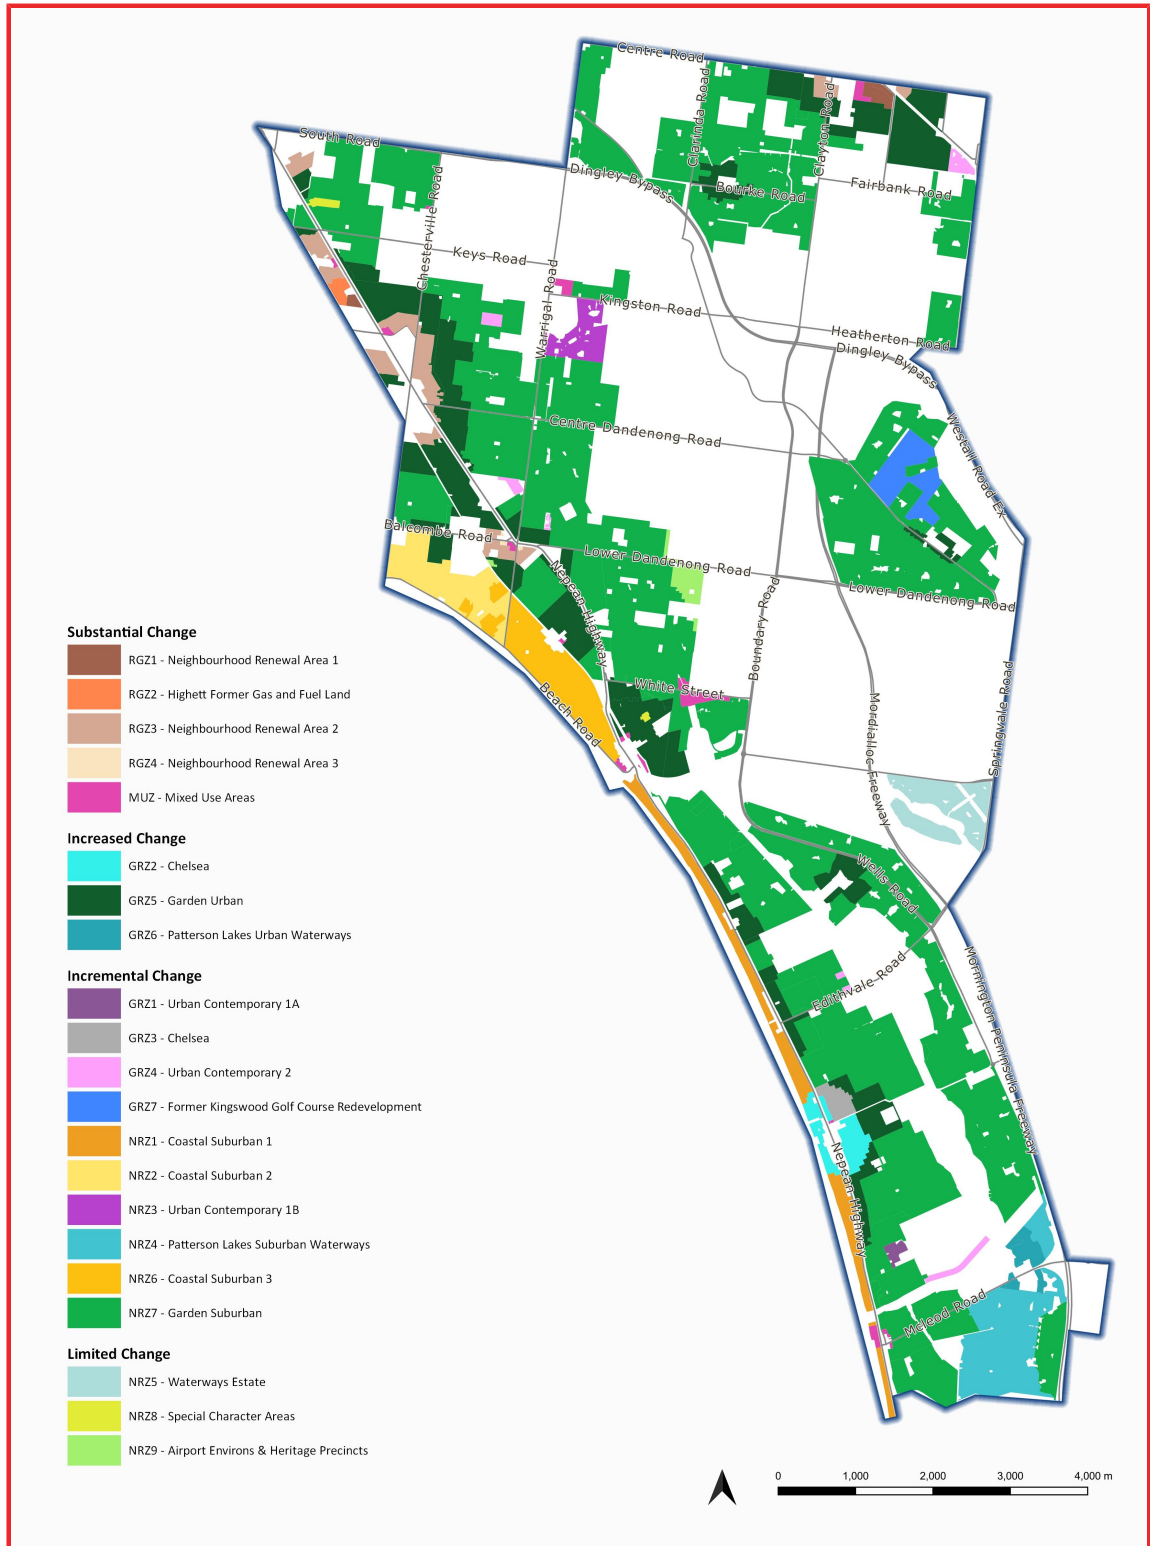 Centre Road
South Road
Clarinda Road
Clayton Road
Dingley Bypass
Bourke Road
Fairbank Road
Chesterville Road
Keys Road
Warrigal Road
Kingston Road
Heatherton Road
Dingley Bypass
Westall Road Ex
Centre Dandenong Road
Balcombe Road
Nepean Highway
Lower Dandenong Road
Lower Dandenong Road
Boundary Road
White Street
Beach Road
Mordialloc Freeway
Springvale Road
Wells Road
Edithvale Road
Mornington Peninsula Freeway
Nepean Highway
McLeod Road
Substantial Change
RGZ1 - Neighbourhood Renewal Area 1
RGZ2 - Highett Former Gas and Fuel Land
RGZ3 - Neighbourhood Renewal Area 2
RGZ4 - Neighbourhood Renewal Area 3
MUZ - Mixed Use Areas
Increased Change
GRZ2 - Chelsea
GRZ5 - Garden Urban
GRZ6 - Patterson Lakes Urban Waterways
Incremental Change
GRZ1 - Urban Contemporary 1A
GRZ3 - Chelsea
GRZ4 - Urban Contemporary 2
GRZ7 - Former Kingswood Golf Course Redevelopment
NRZ1 - Coastal Suburban 1
NRZ2 - Coastal Suburban 2
NRZ3 - Urban Contemporary 1B
NRZ4 - Patterson Lakes Suburban Waterways
NRZ6 - Coastal Suburban 3
NRZ7 - Garden Suburban
Limited Change
NRZ5 - Waterways Estate
NRZ8 - Special Character Areas
NRZ9 - Airport Environs & Heritage Precincts
0 1,000 2,000 3,000 4,000 m